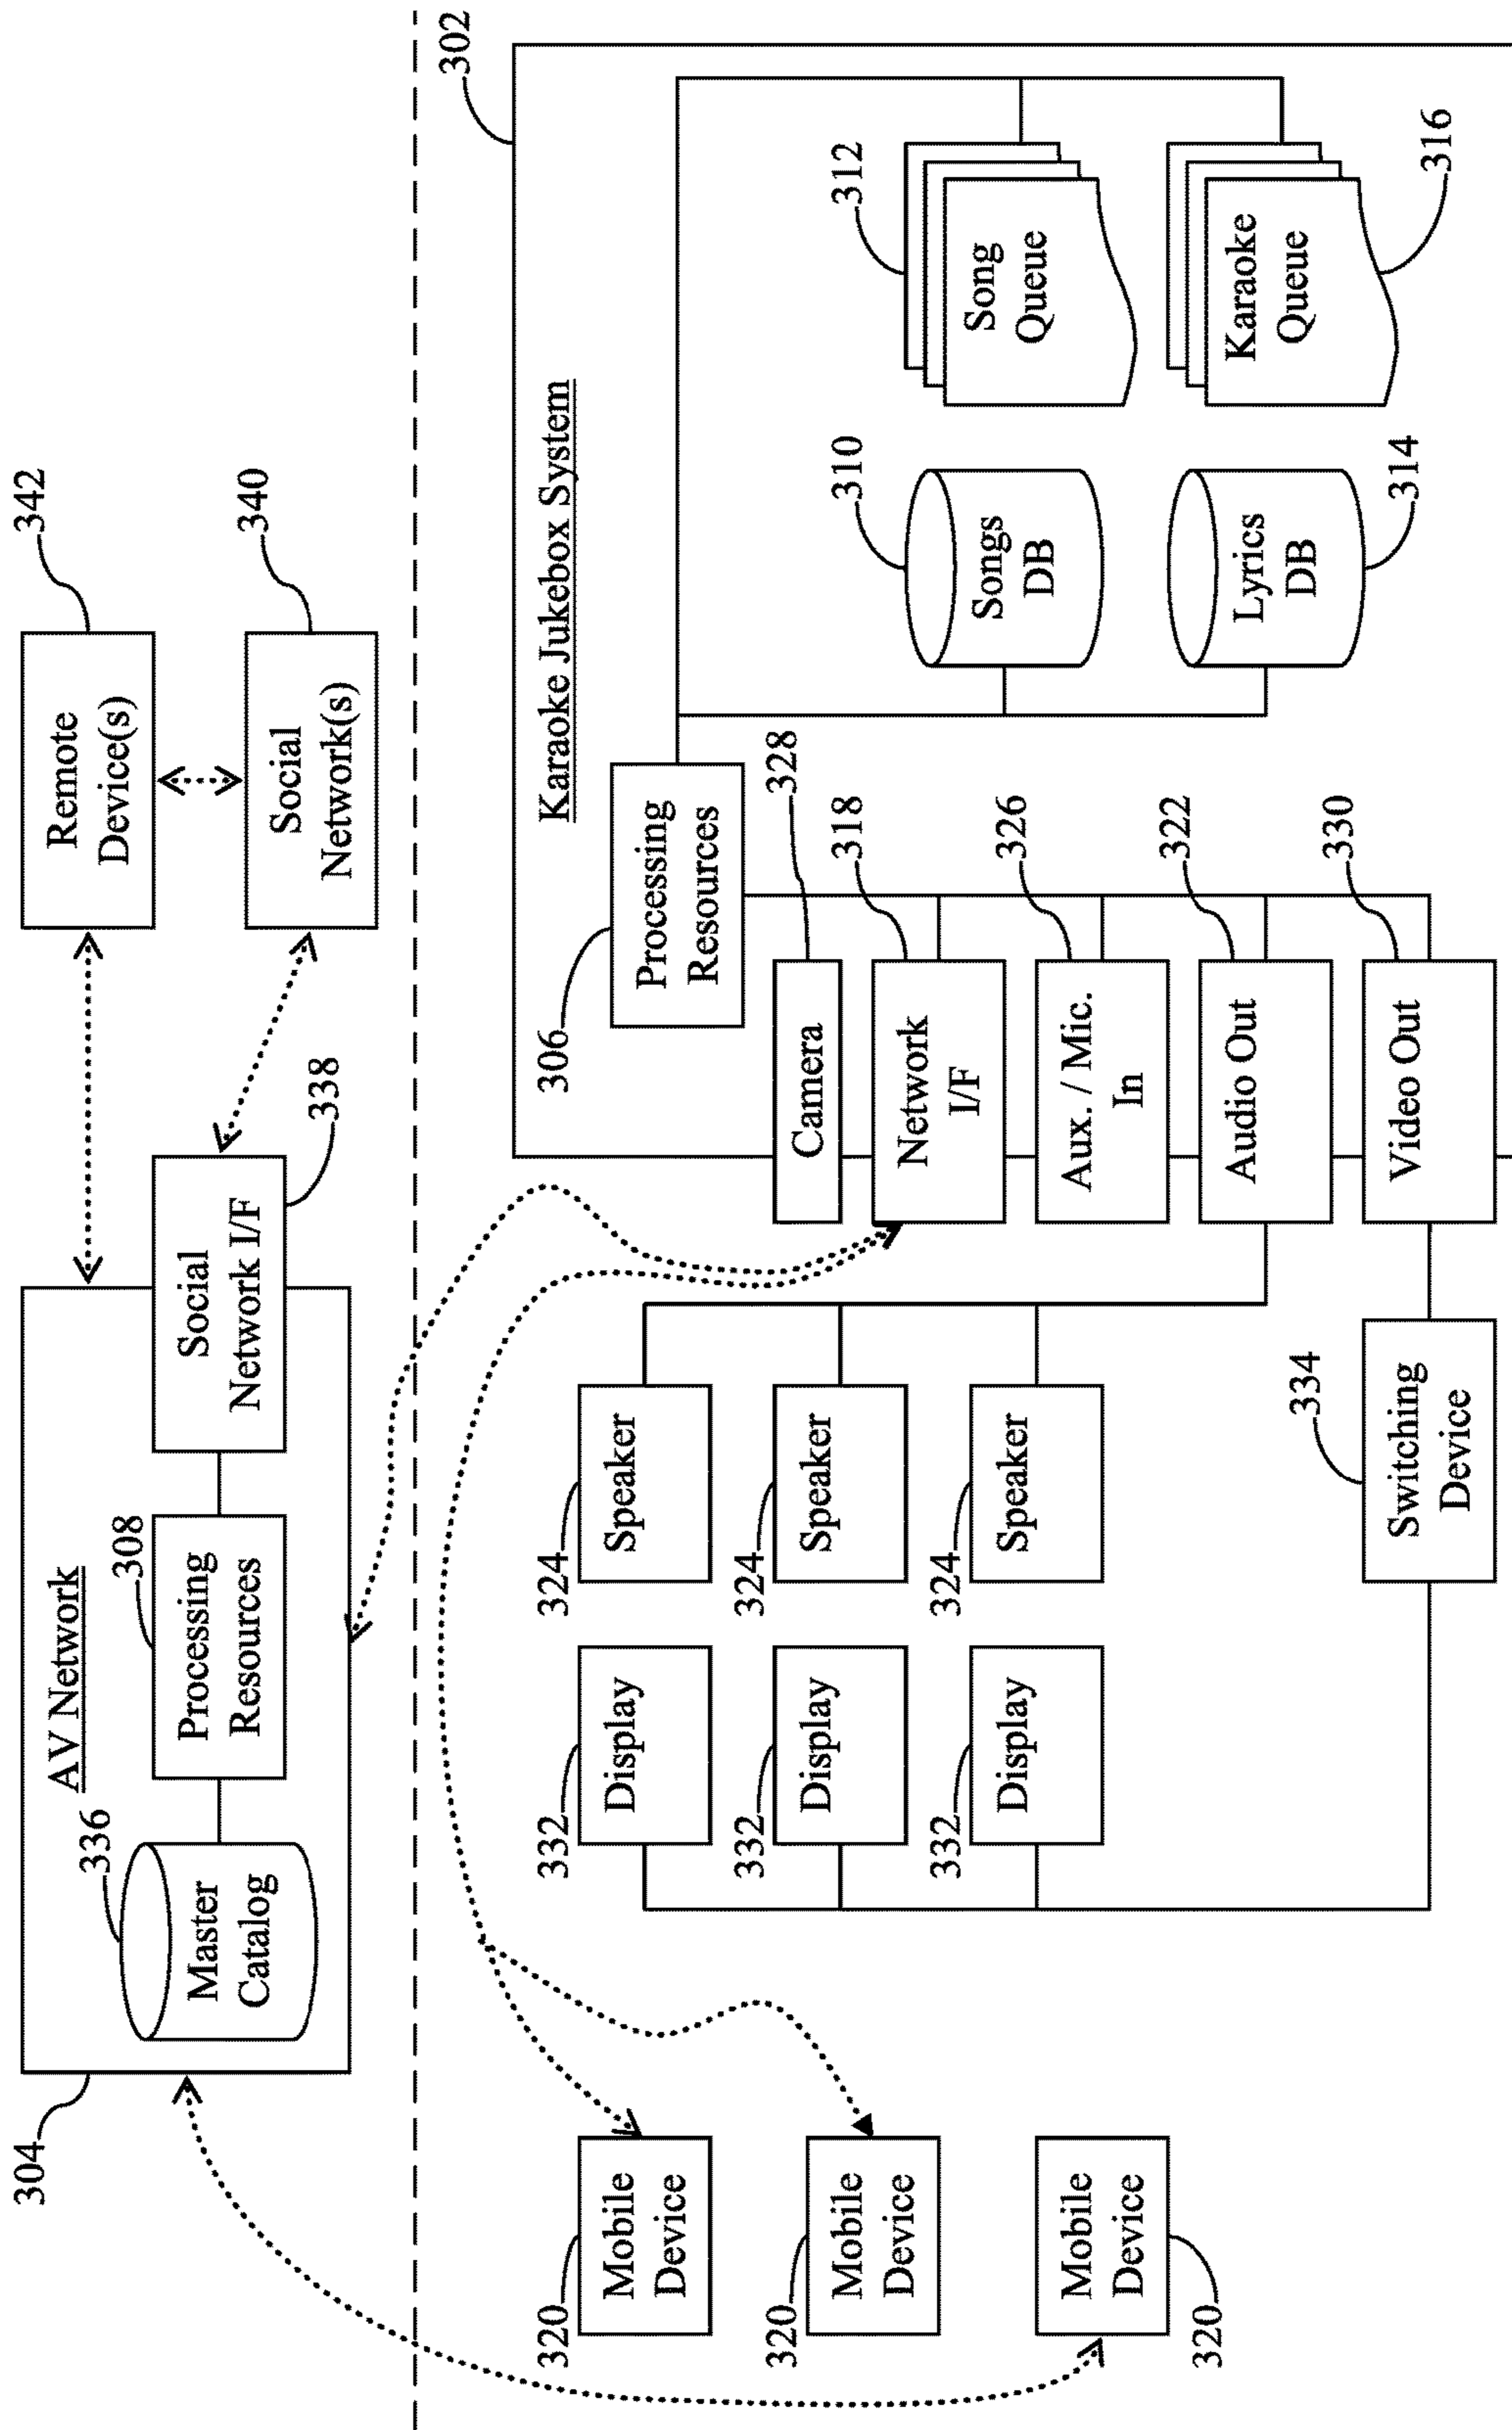 304
AV Network
336
Master
Catalog
308
Processing
Resources
Social
Network I/F
338
Remote
Device(s)
342
Social
Network(s)
340
302
Karaoke Jukebox System
306
Processing
Resources
Camera
328
Network
I/F
318
Aux. / Mic.
In
326
Audio Out
322
Video Out
330
Songs
DB
310
Song
Queue
312
Lyrics
DB
314
Karaoke
Queue
316
320
Mobile
Device
320
Mobile
Device
Mobile
Device
320
332
Display
332
Display
332
Display
324
Speaker
324
Speaker
324
Speaker
334
Switching
Device